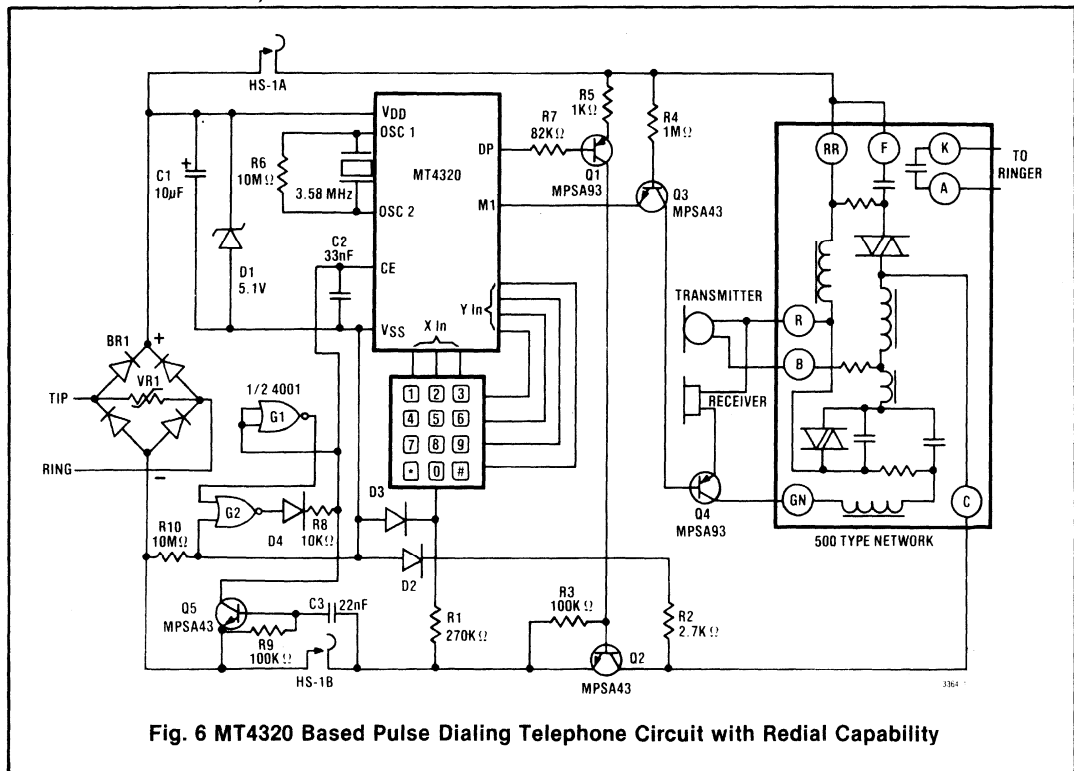 HS-1A
VDD
OSC 1
R6
10MΩ
3.58 MHz
OSC 2
C1
10µF
+
D1
5.1V
C2
33nF
CE
VSS
MT4320
DP
M1
Y In
X In
R7
82KΩ
R5
1KΩ
Q1
MPSA93
R4
1MΩ
Q3
MPSA43
RR
F
K
A
TO
RINGER
TRANSMITTER
R
B
RECEIVER
Q4
MPSA93
GN
C
500 TYPE NETWORK
BR1
+
VR1
TIP
RING
−
1/2 4001
G1
1 2 3
4 5 6
7 8 9
* 0 #
G2
D4
R8
10KΩ
D3
D2
R10
10MΩ
Q5
MPSA43
R9
100KΩ
C3 22nF
HS-1B
R1
270KΩ
R3
100KΩ
R2
2.7KΩ
Q2
MPSA43
3364
Fig. 6 MT4320 Based Pulse Dialing Telephone Circuit with Redial Capability